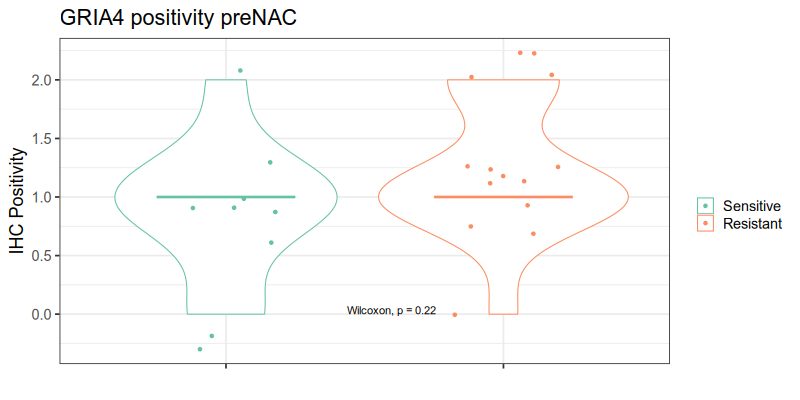 GRIA4 positivity preNAC
IHC Positivity
2.0
1.5
1.0
0.5
0.0
Wilcoxon, p = 0.22
Sensitive
Resistant